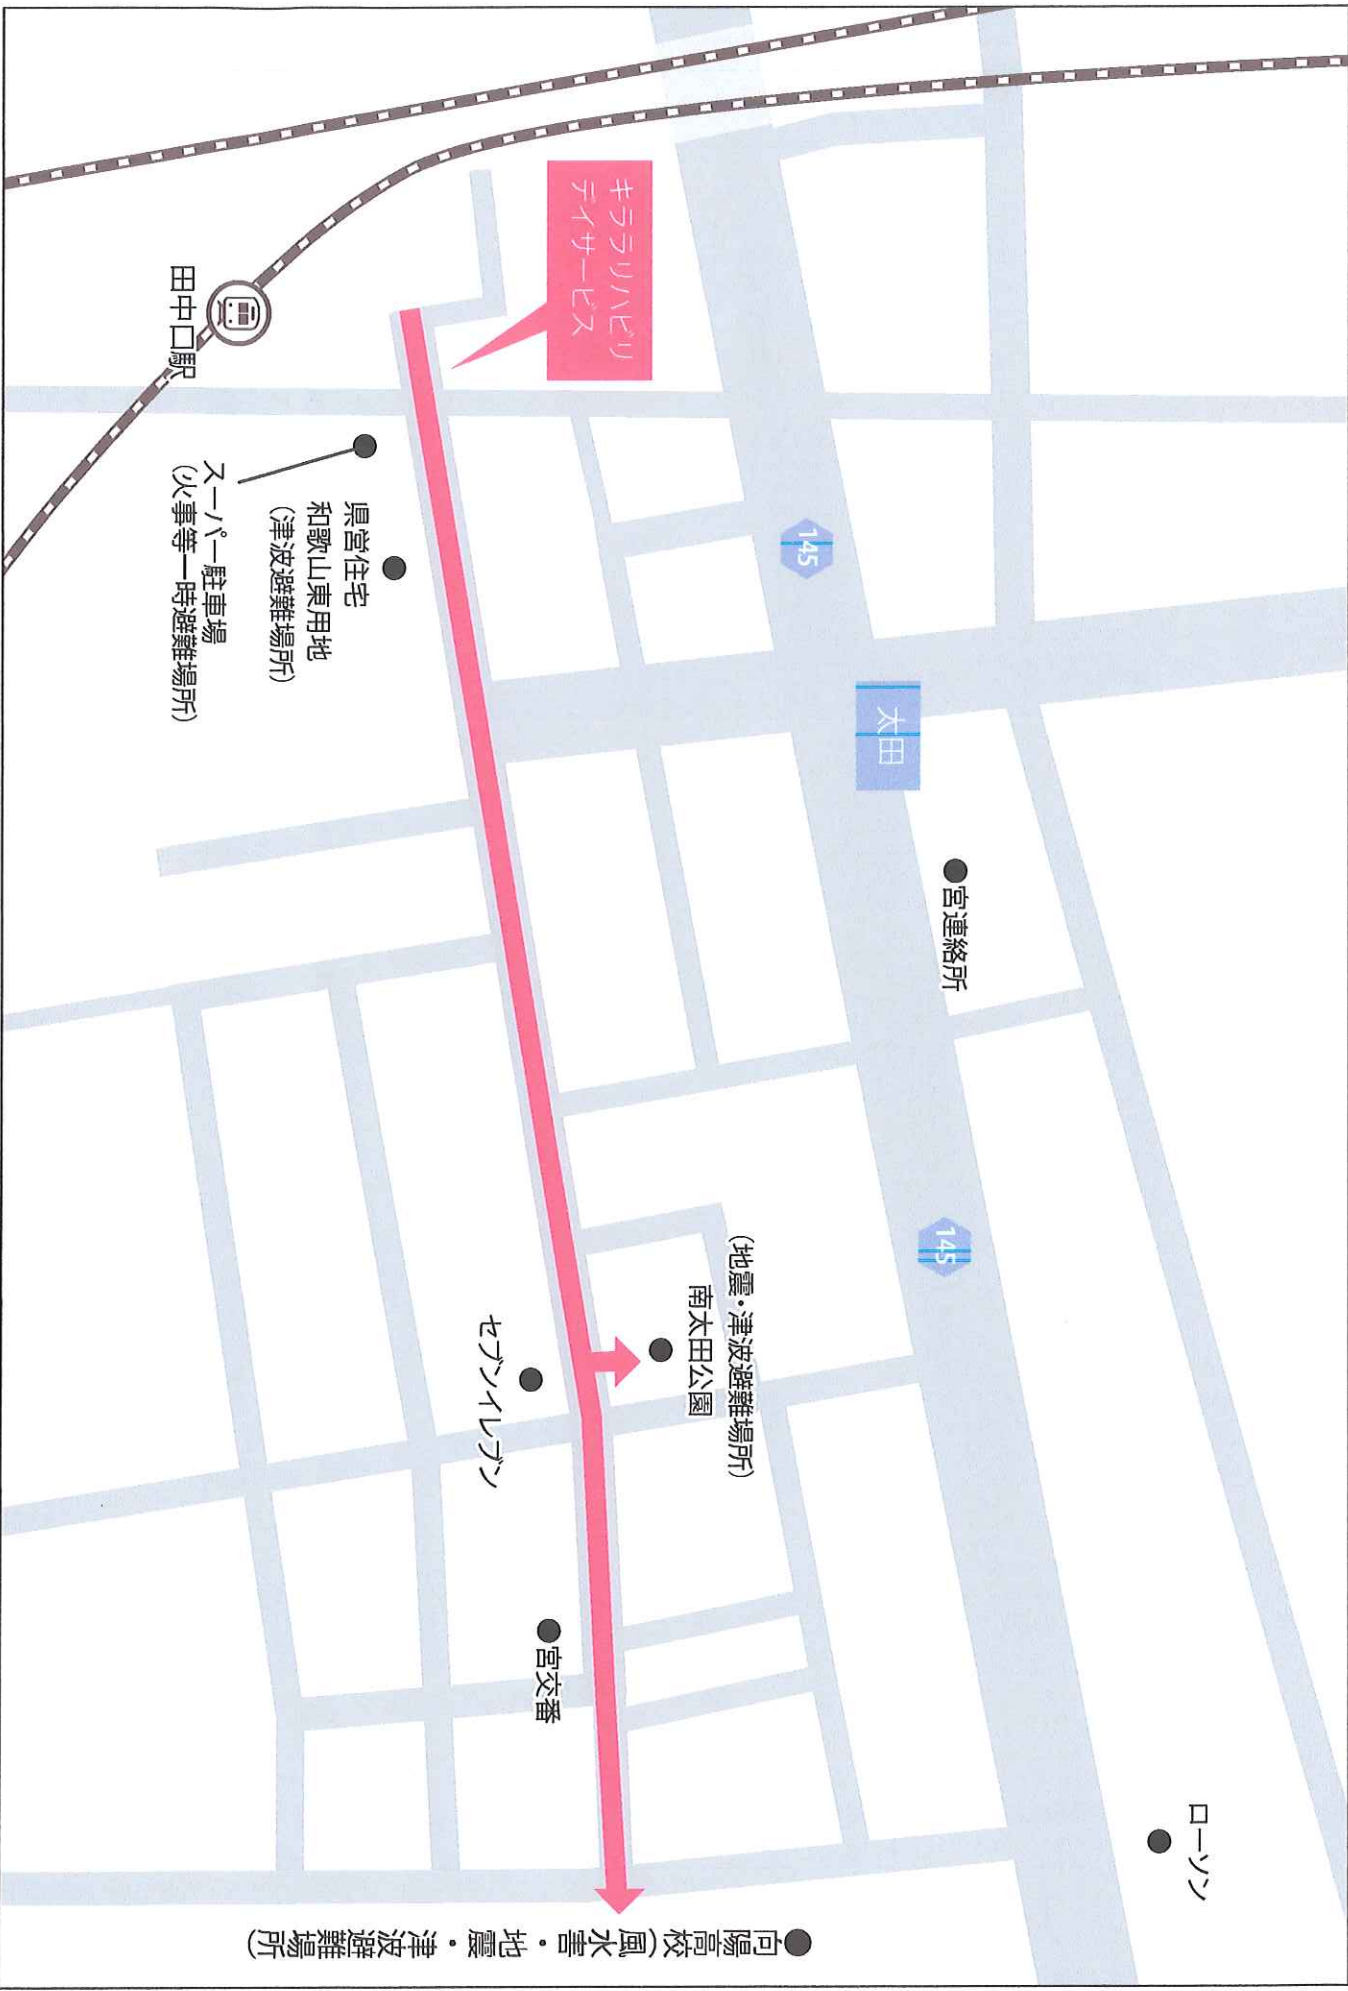 キララリハビリ
デイサービス
田中口駅
スーパー駐車場
(火事等一時避難場所)
県営住宅
和歌山東用地
(津波避難場所)
145
太田
宮連絡所
145
(地震・津波避難場所)
南太田公園
セブンイレブン
宮交番
ローソン
向陽高校(風水害・地震・津波避難場所)